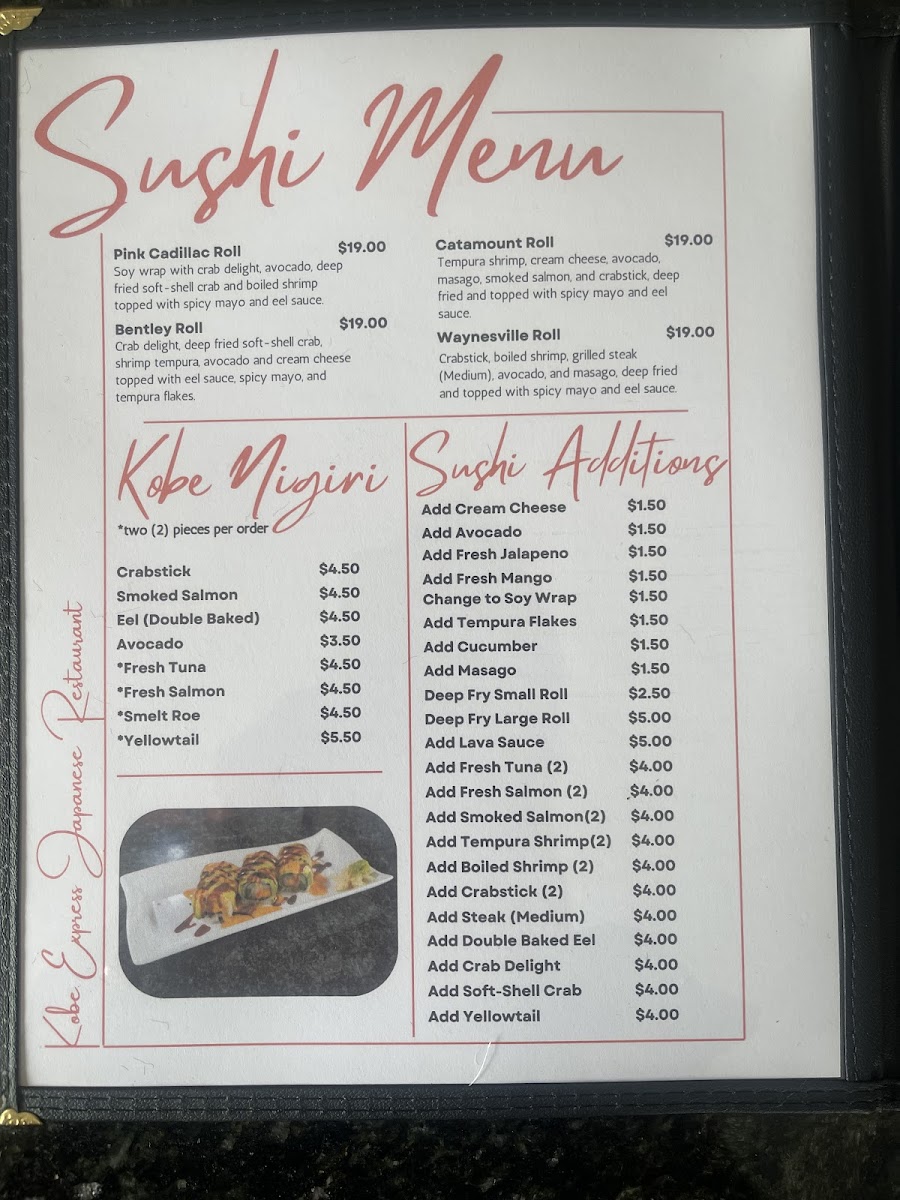 Sushi Menu
Pink Cadillac Roll $19.00
Soy wrap with crab delight, avocado, deep
fried soft-shell crab and boiled shrimp
topped with spicy mayo and eel sauce.
Bentley Roll $19.00
Crab delight, deep fried soft-shell crab,
shrimp tempura, avocado and cream cheese
topped with eel sauce, spicy mayo, and
tempura flakes.
Catamount Roll $19.00
Tempura shrimp, cream cheese, avocado,
masago, smoked salmon, and crabstick, deep
fried and topped with spicy mayo and eel
sauce.
Waynesville Roll $19.00
Crabstick, boiled shrimp, grilled steak
(Medium), avocado, and masago, deep fried
and topped with spicy mayo and eel sauce.
Kobe Nigiri
*two (2) pieces per order
Crabstick $4.50
Smoked Salmon $4.50
Eel (Double Baked) $4.50
Avocado $3.50
*Fresh Tuna $4.50
*Fresh Salmon $4.50
*Smelt Roe $4.50
*Yellowtail $5.50
Sushi Additions
Add Cream Cheese $1.50
Add Avocado $1.50
Add Fresh Jalapeno $1.50
Add Fresh Mango $1.50
Change to Soy Wrap $1.50
Add Tempura Flakes $1.50
Add Cucumber $1.50
Add Masago $1.50
Deep Fry Small Roll $2.50
Deep Fry Large Roll $5.00
Add Lava Sauce $5.00
Add Fresh Tuna (2) $4.00
Add Fresh Salmon (2) $4.00
Add Smoked Salmon(2) $4.00
Add Tempura Shrimp(2) $4.00
Add Boiled Shrimp (2) $4.00
Add Crabstick (2) $4.00
Add Steak (Medium) $4.00
Add Double Baked Eel $4.00
Add Crab Delight $4.00
Add Soft-Shell Crab $4.00
Add Yellowtail $4.00
Kobe Express Japanese Restaurant